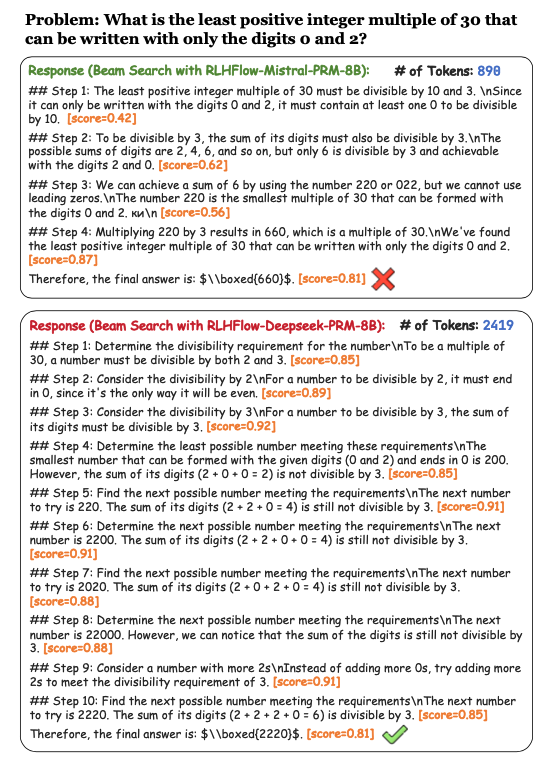 Problem: What is the least positive integer multiple of 30 that
can be written with only the digits 0 and 2?
Response (Beam Search with RLHFlow-Mistral-PRM-8B): # of Tokens: 898
## Step 1: The least positive integer multiple of 30 must be divisible by 10 and 3. \nSince
it can only be written with the digits 0 and 2, it must contain at least one 0 to be divisible
by 10. [score=0.42]
## Step 2: To be divisible by 3, the sum of its digits must also be divisible by 3.\nThe
possible sums of digits are 2, 4, 6, and so on, but only 6 is divisible by 3 and achievable
with the digits 2 and 0. [score=0.62]
## Step 3: We can achieve a sum of 6 by using the number 220 or 022, but we cannot use
leading zeros.\nThe number 220 is the smallest multiple of 30 that can be formed with
the digits 0 and 2. ки\n [score=0.56]
## Step 4: Multiplying 220 by 3 results in 660, which is a multiple of 30.\nWe've found
the least positive integer multiple of 30 that can be written with only the digits 0 and 2.
[score=0.87]
Therefore, the final answer is: $\\boxed{660}$. [score=0.81]
Response (Beam Search with RLHFlow-Deepseek-PRM-8B): # of Tokens: 2419
## Step 1: Determine the divisibility requirement for the number\nTo be a multiple of
30, a number must be divisible by both 2 and 3. [score=0.85]
## Step 2: Consider the divisibility by 2\nFor a number to be divisible by 2, it must end
in 0, since it's the only way it will be even. [score=0.89]
## Step 3: Consider the divisibility by 3\nFor a number to be divisible by 3, the sum of
its digits must be divisible by 3. [score=0.92]
## Step 4: Determine the least possible number meeting these requirements\nThe
smallest number that can be formed with the given digits (0 and 2) and ends in 0 is 200.
However, the sum of its digits (2 + 0 + 0 = 2) is not divisible by 3. [score=0.85]
## Step 5: Find the next possible number meeting the requirements\nThe next number
to try is 220. The sum of its digits (2 + 2 + 0 = 4) is still not divisible by 3. [score=0.91]
## Step 6: Determine the next possible number meeting the requirements\nThe next
number is 2200. The sum of its digits (2 + 2 + 0 + 0 = 4) is still not divisible by 3.
[score=0.91]
## Step 7: Find the next possible number meeting the requirements\nThe next number
to try is 2020. The sum of its digits (2 + 0 + 2 + 0 = 4) is still not divisible by 3.
[score=0.88]
## Step 8: Determine the next possible number meeting the requirements\nThe next
number is 22000. However, we can notice that the sum of the digits is still not divisible by
3. [score=0.88]
## Step 9: Consider a number with more 2s\nInstead of adding more 0s, try adding more
2s to meet the divisibility requirement of 3. [score=0.91]
## Step 10: Find the next possible number meeting the requirements\nThe next number
to try is 2220. The sum of its digits (2 + 2 + 2 + 0 = 6) is divisible by 3. [score=0.85]
Therefore, the final answer is: $\\boxed{2220}$. [score=0.81]